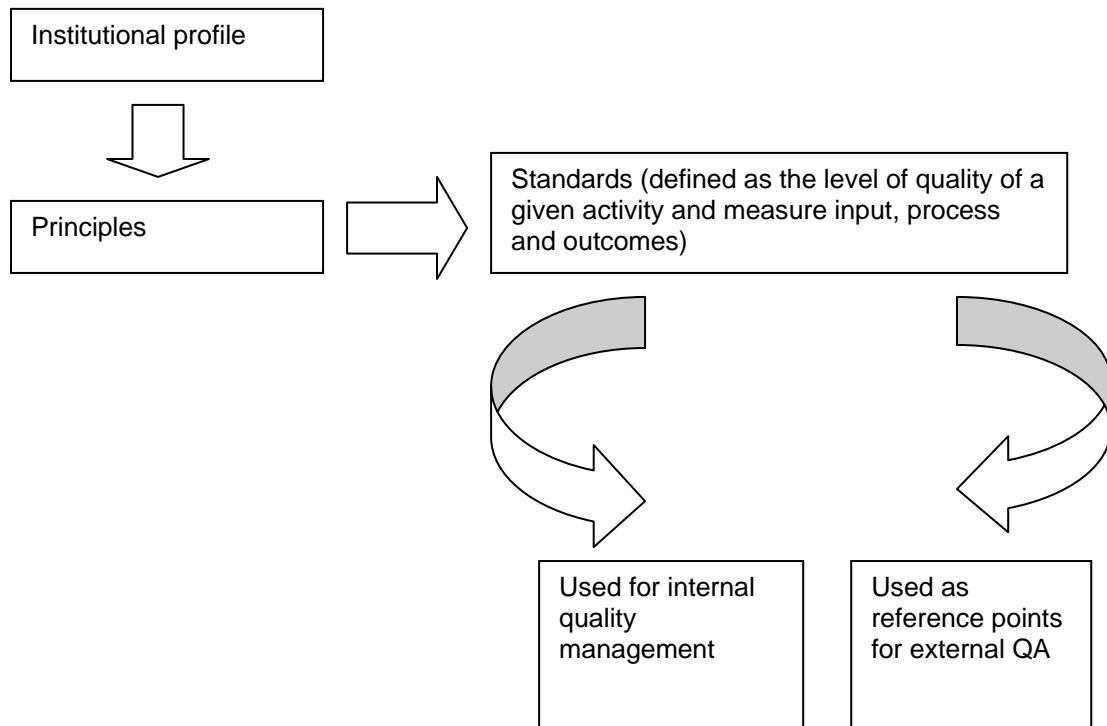 Institutional profile
Principles
Standards (defined as the level of quality of a
given activity and measure input, process
and outcomes)
Used for internal
quality
management
Used as
reference points
for external QA